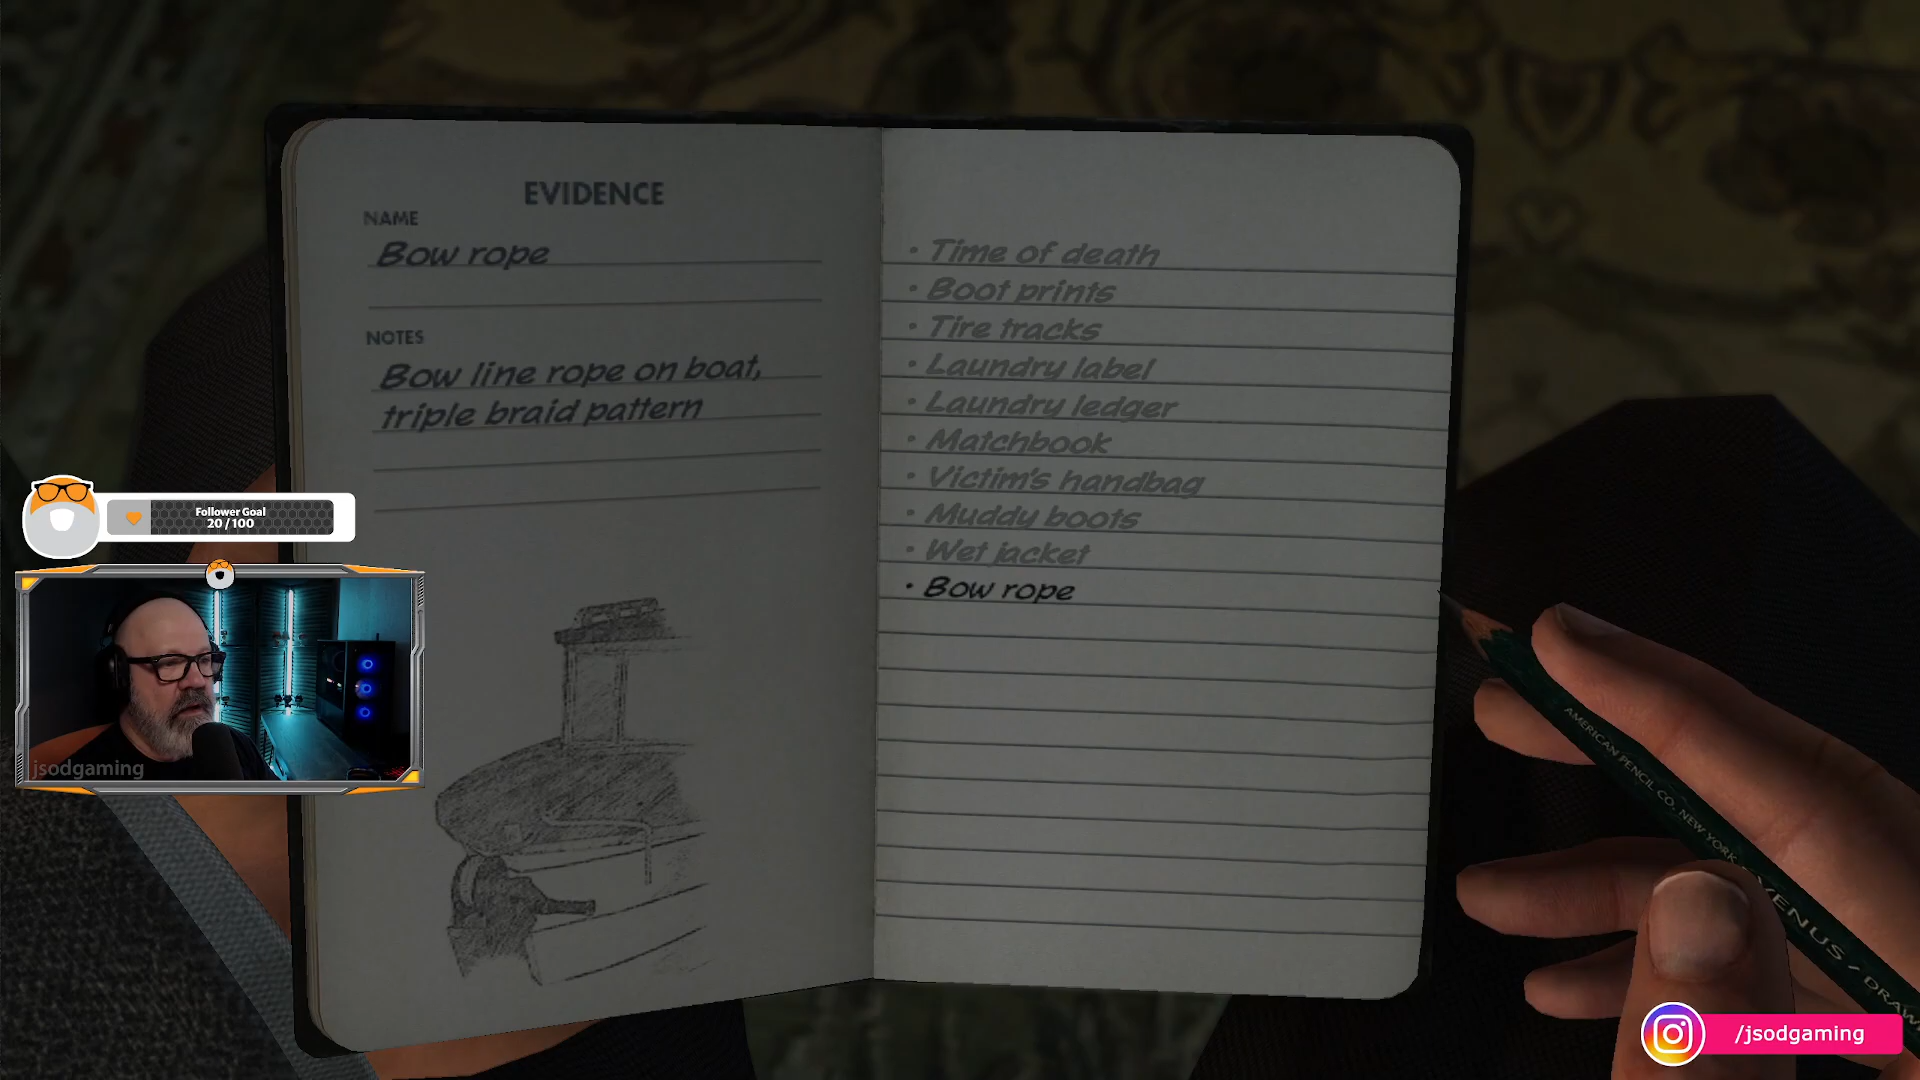 EVIDENCE
NAME
Bow rope
NOTES
Bow line rope on boat,
triple braid pattern
• Time of death
• Boot prints
• Tire tracks
• Laundry label
• Laundry ledger
• Matchbook
• Victim's handbag
• Muddy boots
• Wet jacket
• Bow rope
Follower Goal
20 / 100
jsodgaming
AMERICAN PENCIL CO. NEW YORK
VENUS / DRAW
/jsodgaming